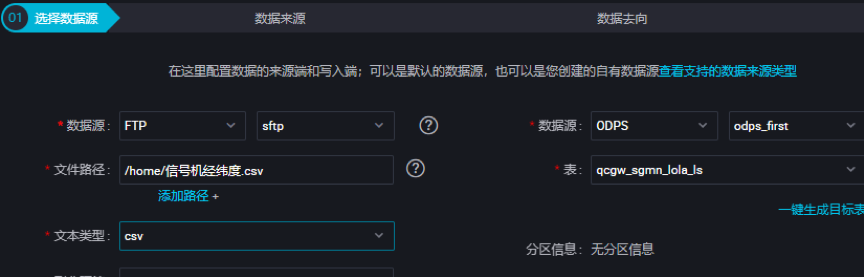 01 选择数据源 数据来源 数据去向
在这里配置数据的来源端和写入端；可以是默认的数据源，也可以是您创建的自有数据源查看支持的数据来源类型
* 数据源： FTP sftp ? * 数据源： ODPS odps_first
* 文件路径： /home/信号机经纬度.csv ? * 表： qcgw_sgmn_lola_ls
添加路径 + 一键生成目标表
* 文本类型： csv
分区信息： 无分区信息